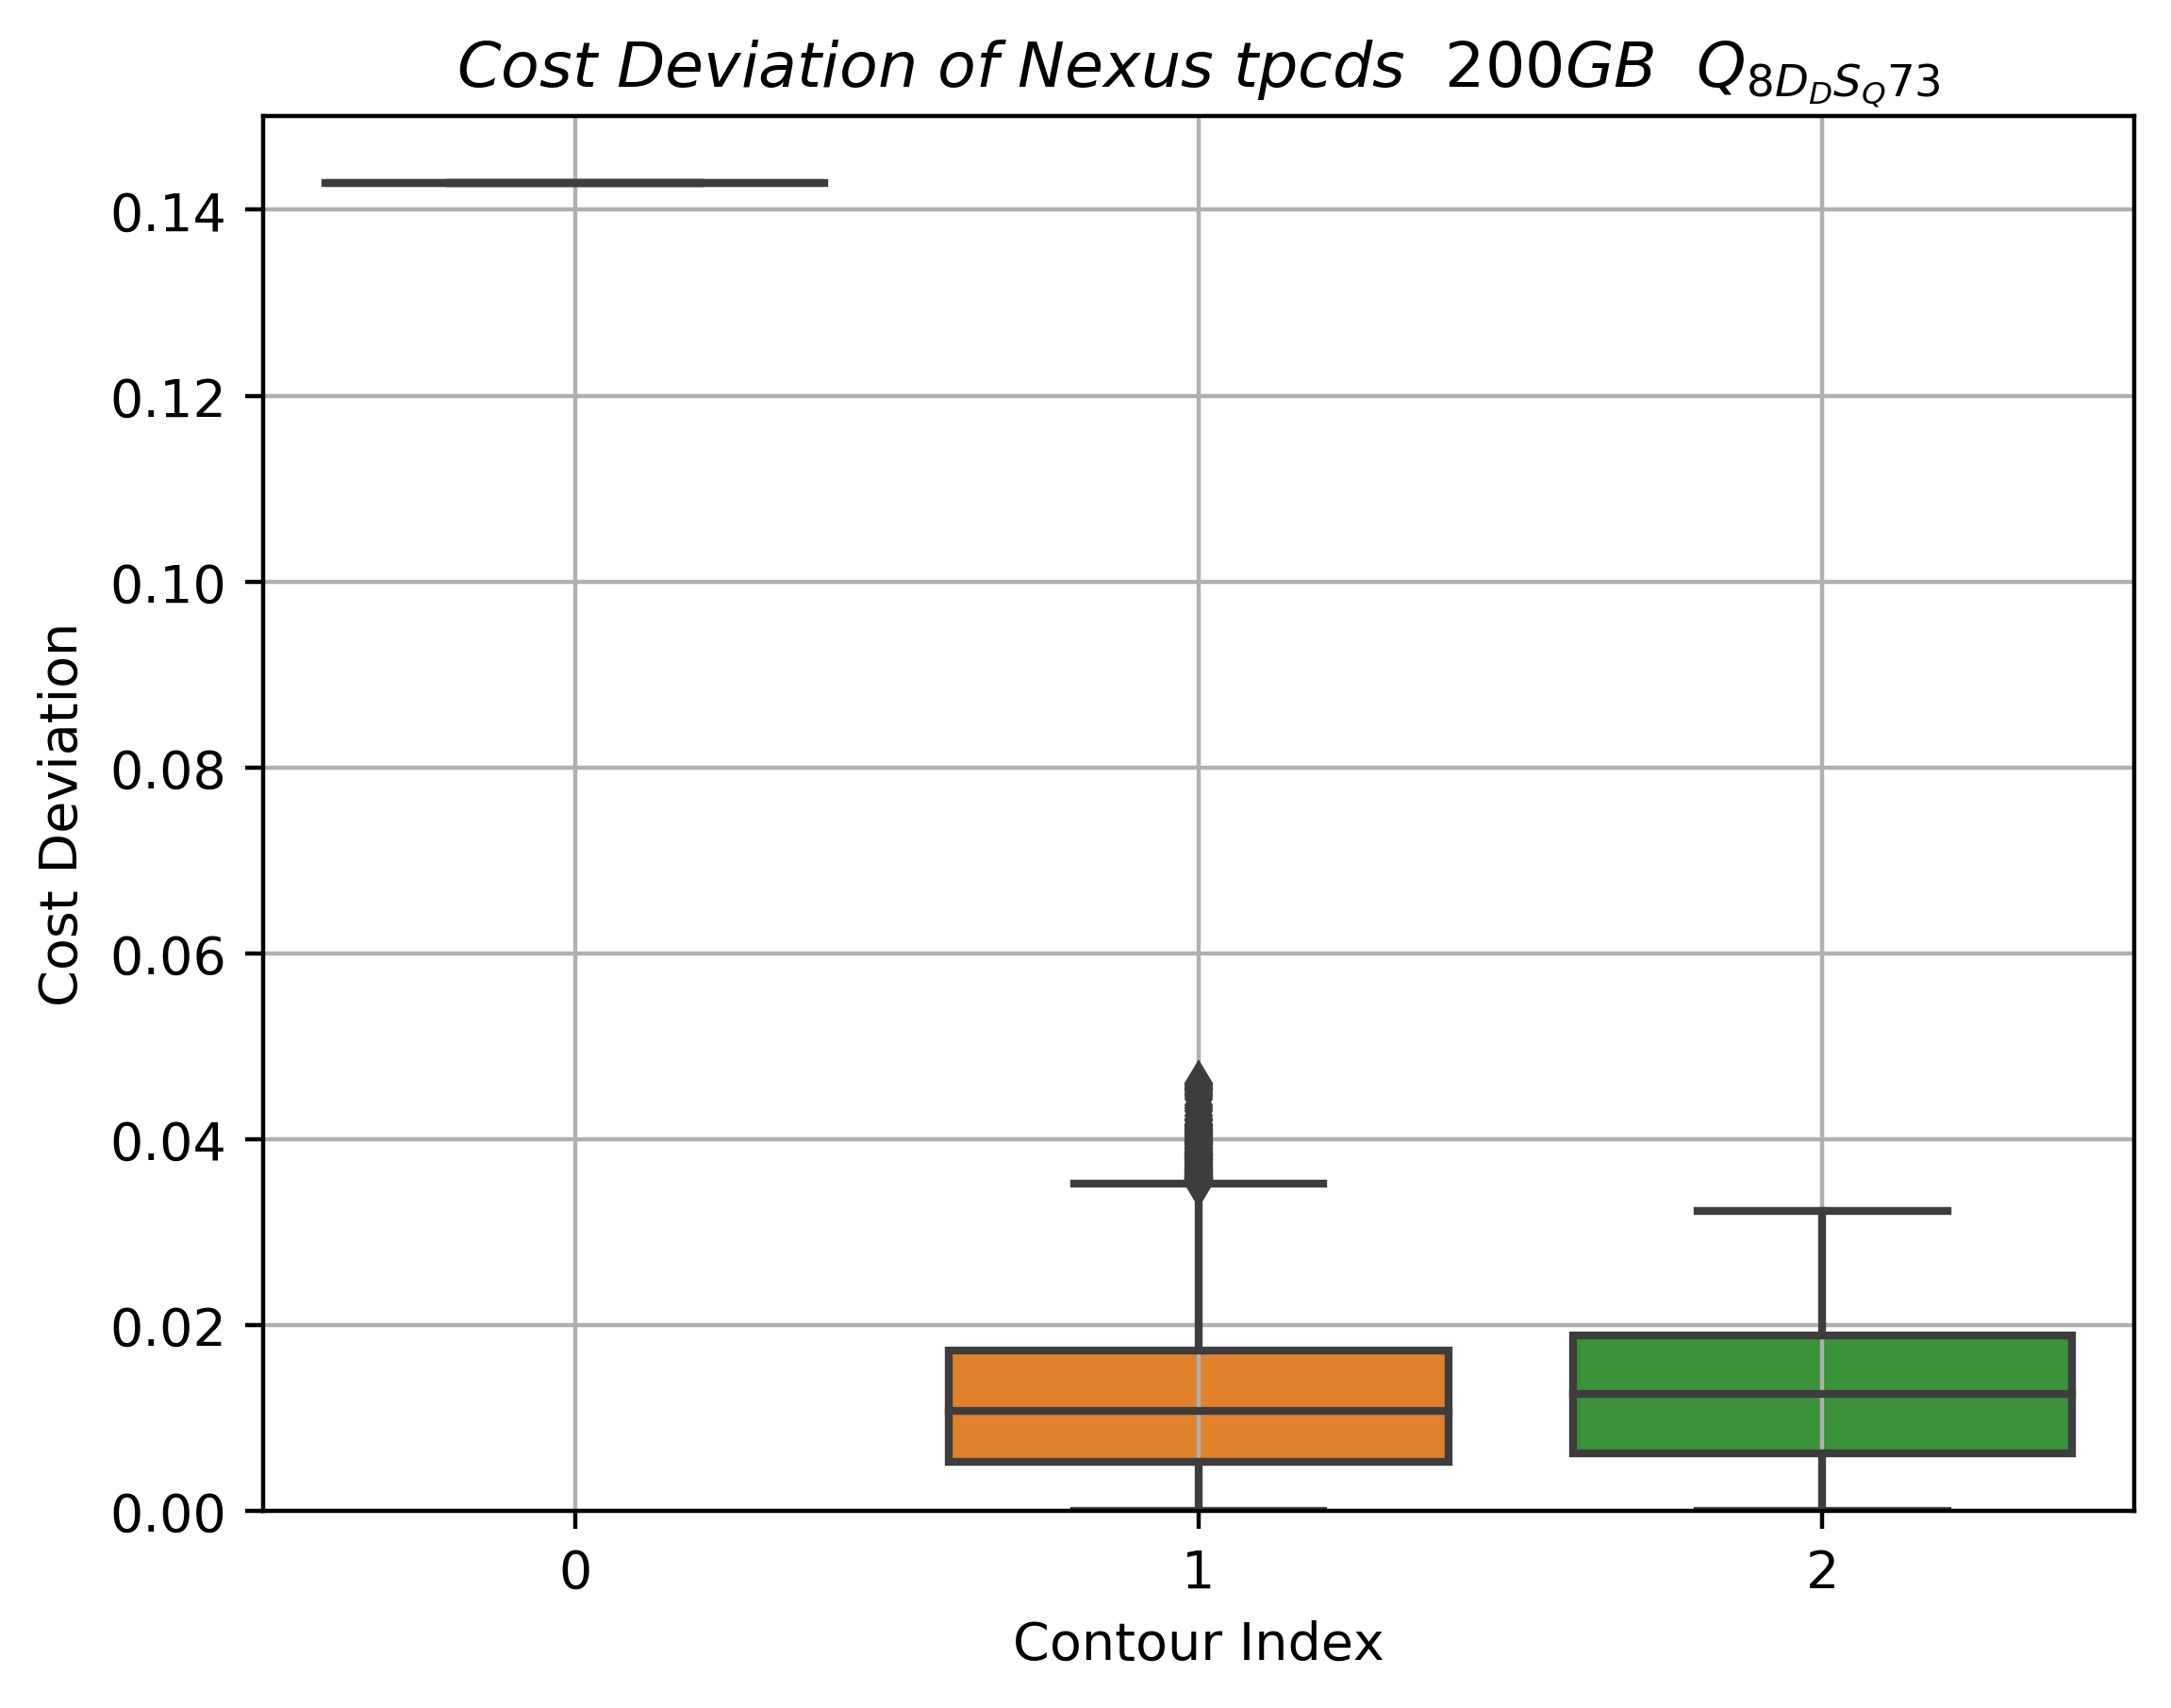 Cost Deviation of Nexus tpcds 200GB Q8DDSQ73
0.14
0.12
0.10
0.08
0.06
0.04
0.02
0.00
Cost Deviation
0 1 2
Contour Index